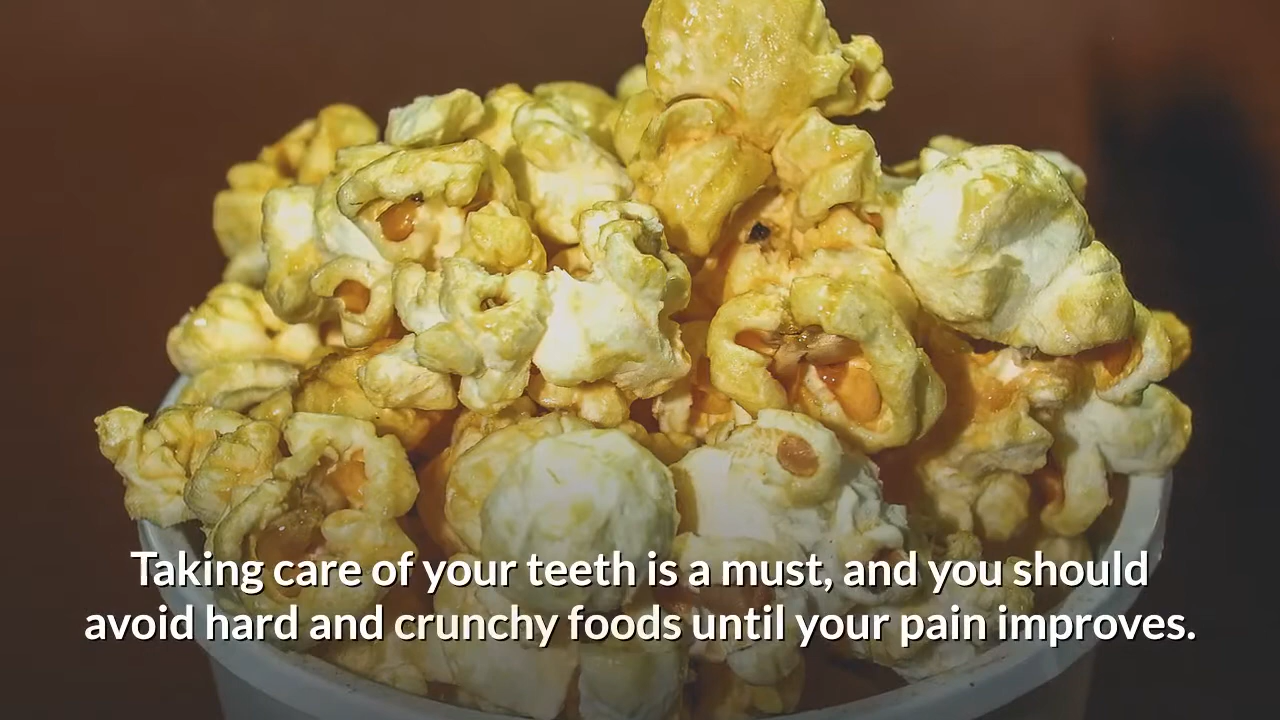 Taking care of your teeth is a must, and you should
avoid hard and crunchy foods until your pain improves.